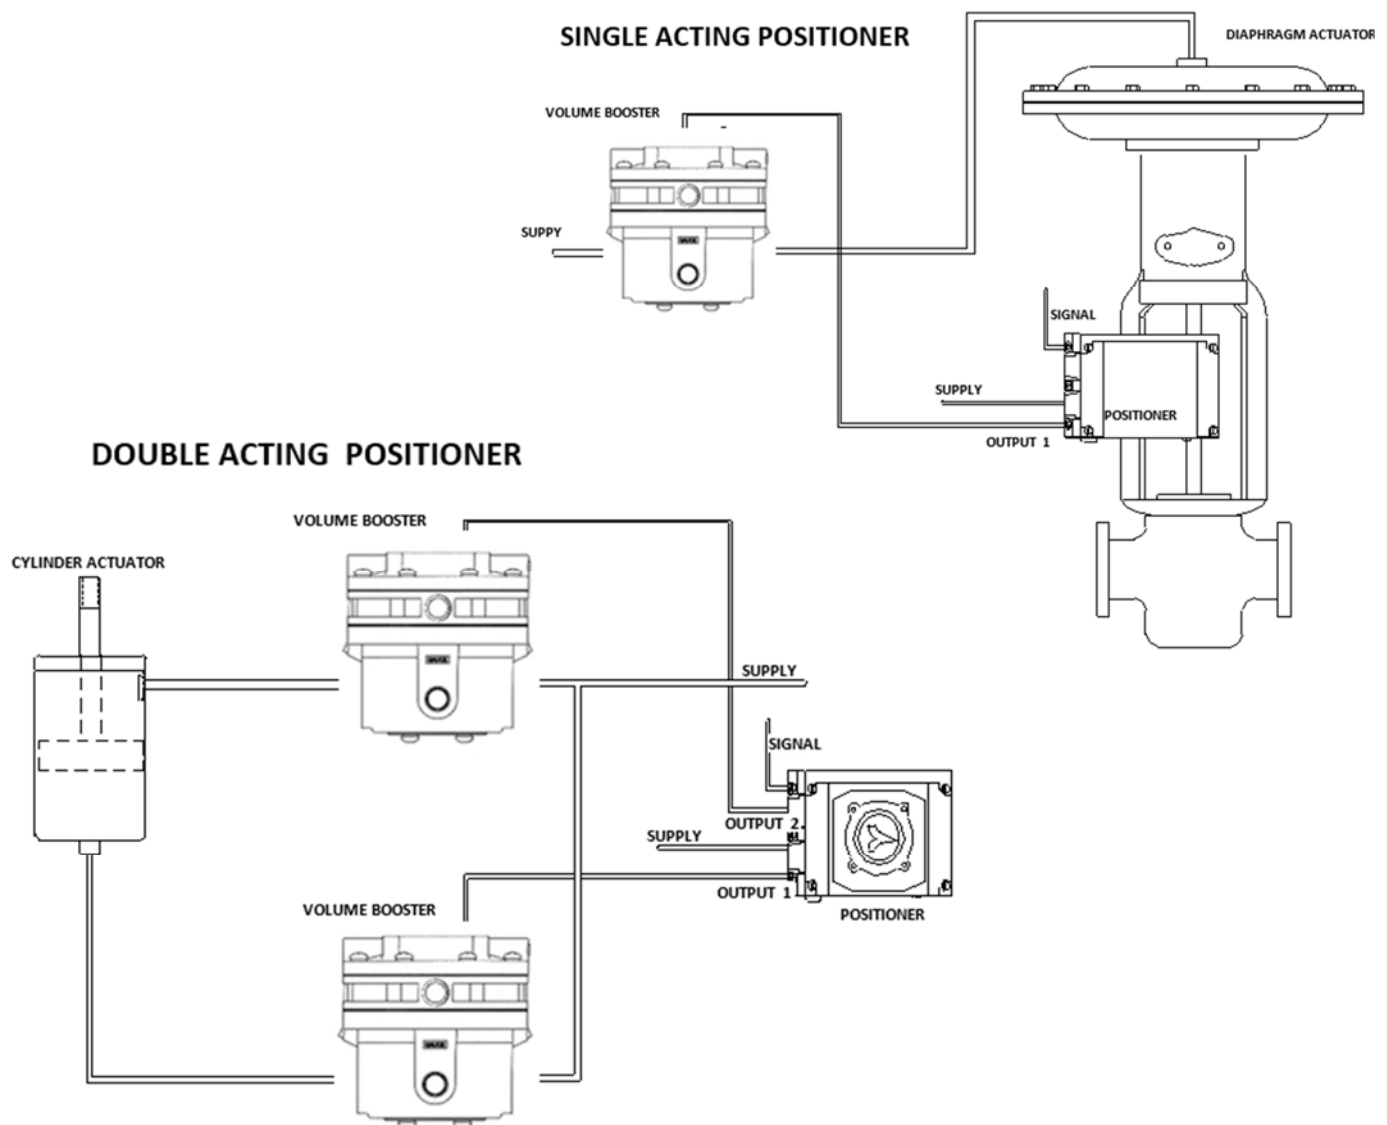 SINGLE ACTING POSITIONER
DIAPHRAGM ACTUATOR
VOLUME BOOSTER
SUPPY
SIGNAL
SUPPLY
POSITIONER
OUTPUT 1
DOUBLE ACTING POSITIONER
VOLUME BOOSTER
CYLINDER ACTUATOR
SUPPLY
SIGNAL
OUTPUT 2.
SUPPLY
OUTPUT 1
VOLUME BOOSTER
POSITIONER